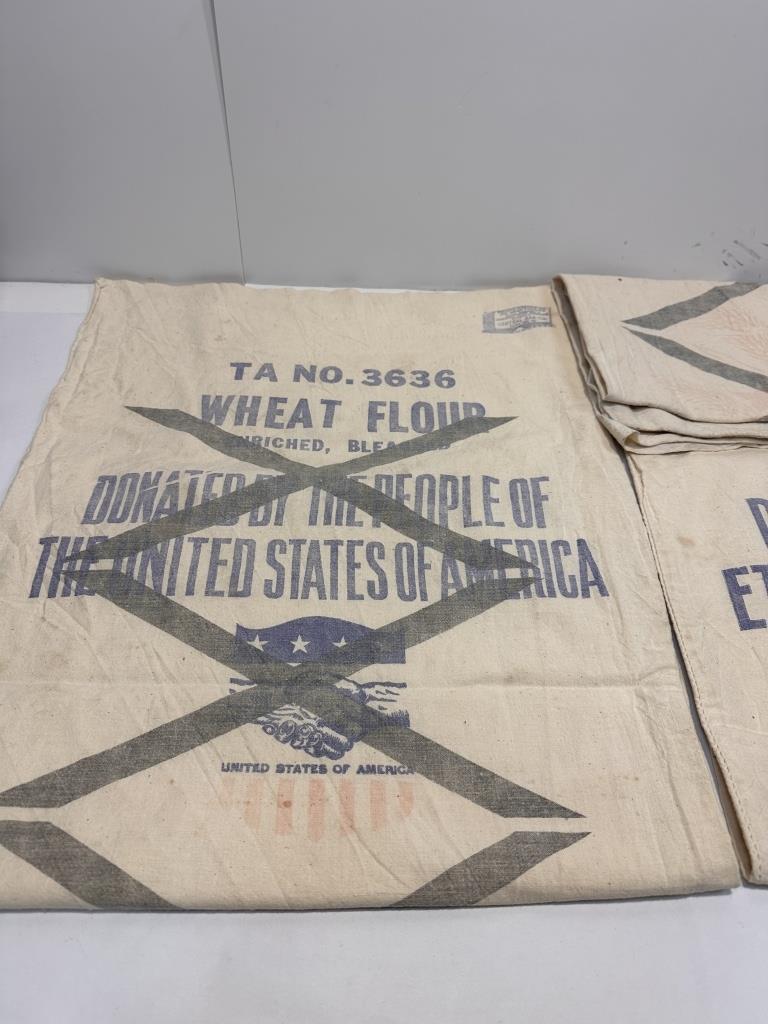 TA NO. 3636
WHEAT FLOUR
ENRICHED, BLEACHED
DONATED BY THE PEOPLE OF
THE UNITED STATES OF AMERICA
UNITED STATES OF AMERICA
D
ET